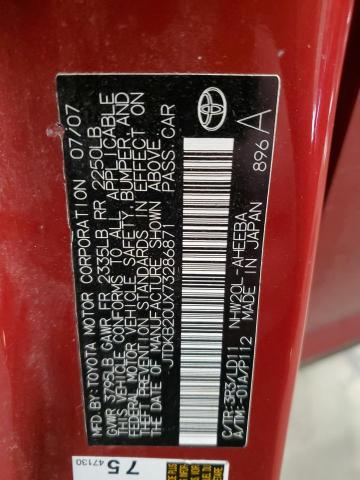 MFD. BY: TOYOTA MOTOR CORPORATION 07/07
GVWR 3795LB GAWR FR 2335LB RR 2250LB
THIS VEHICLE CONFORMS TO ALL APPLICABLE
FEDERAL MOTOR VEHICLE SAFETY, BUMPER, AND
THEFT PREVENTION STANDARDS IN EFFECT ON
THE DATE OF MANUFACTURE SHOWN ABOVE.
JTDKB20UX73286871 PASS.CAR
C/TR:3R3/LD11 NHW20L-AHEEBA
A/TM:-01A/P112 MADE IN JAPAN 896 A
75 47130